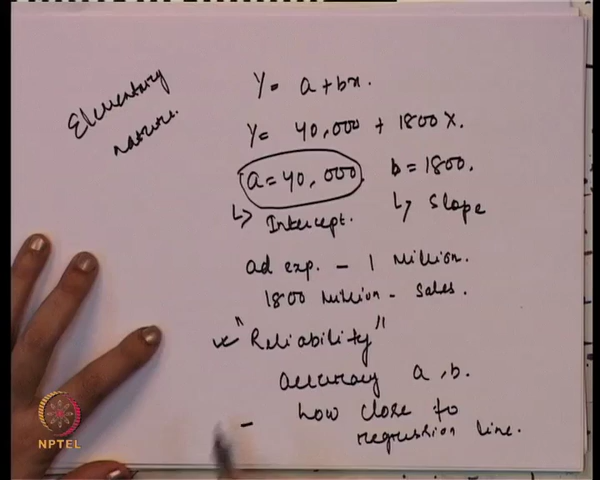 Elementary
nature.
Y = a + bx.
Y = 40,000 + 1800 X.
a = 40,000 b = 1800.
↳ Intercept. ↳ Slope
ad exp. - 1 Million.
1800 Million - Sales.
"Reliability"
accuracy a, b.
- how close to
regression line.
NPTEL